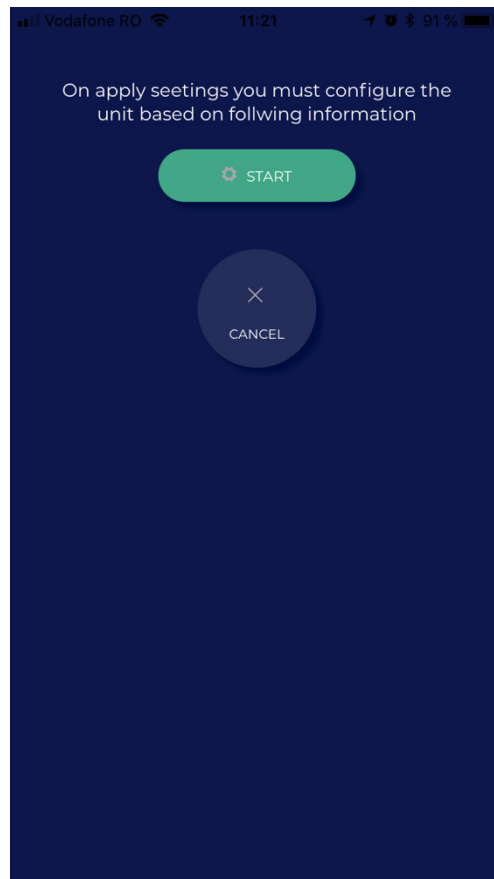 Vodafone RO 11:21 91 %
On apply seetings you must configure the
unit based on follwing information
START
CANCEL